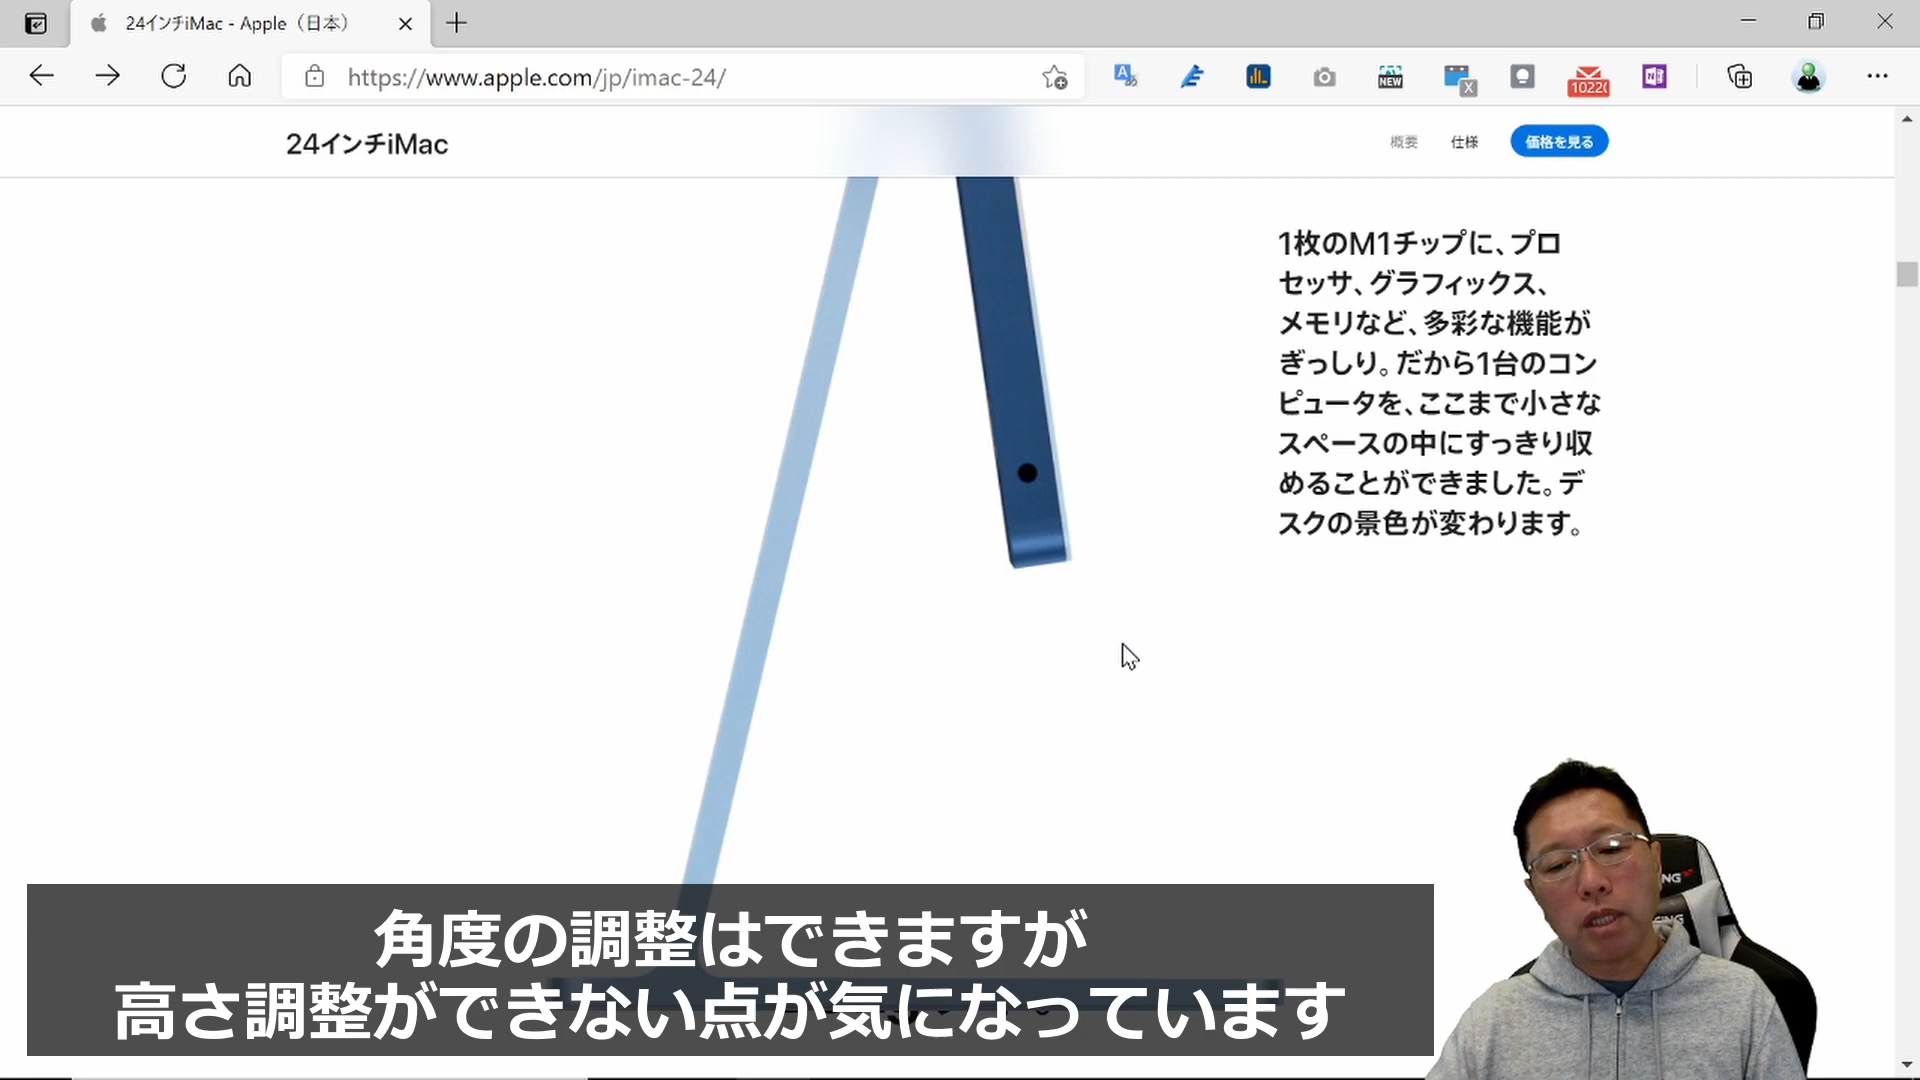 24インチiMac - Apple（日本）
https://www.apple.com/jp/imac-24/
NEW
X
1022
24インチiMac
概要
仕様
価格を見る
1枚のM1チップに、プロ
セッサ、グラフィックス、
メモリなど、多彩な機能が
ぎっしり。だから1台のコン
ピュータを、ここまで小さな
スペースの中にすっきり収
めることができました。デ
スクの景色が変わります。
角度の調整はできますが
高さ調整ができない点が気になっています